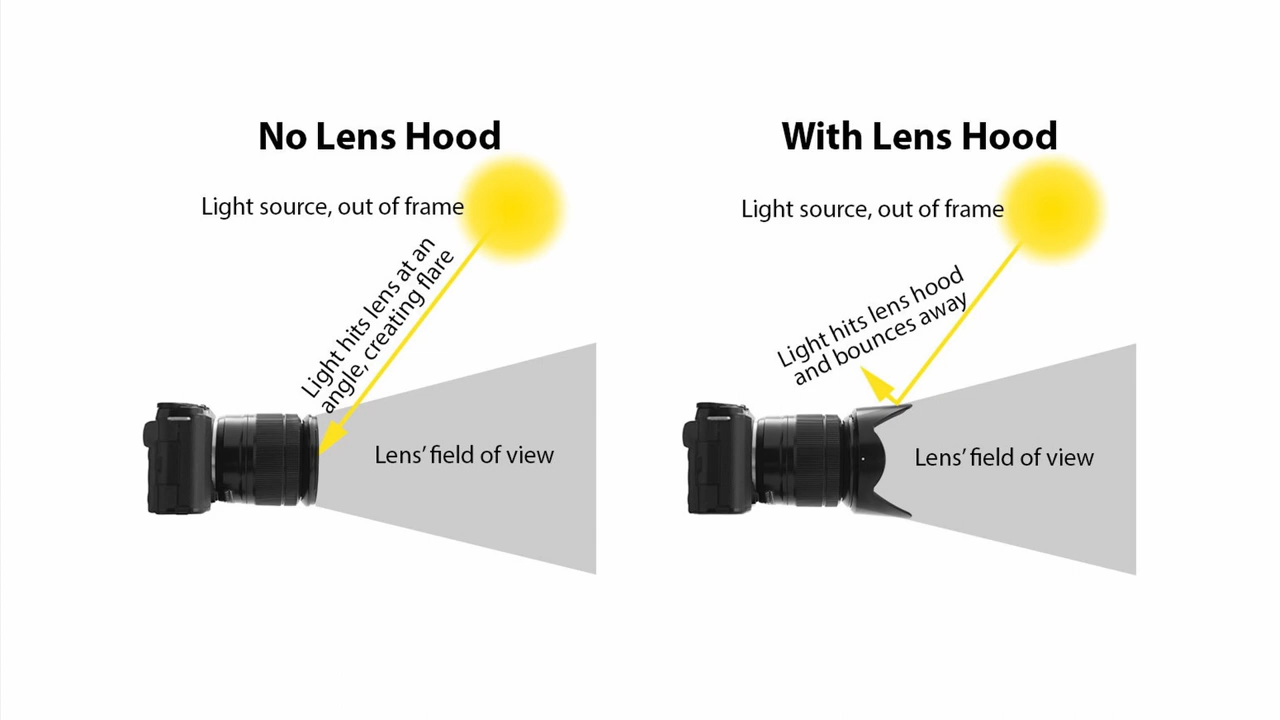 No Lens Hood
Light source, out of frame
Light hits lens at an
angle, creating flare
Lens’ field of view
With Lens Hood
Light source, out of frame
Light hits lens hood
and bounces away
Lens’ field of view